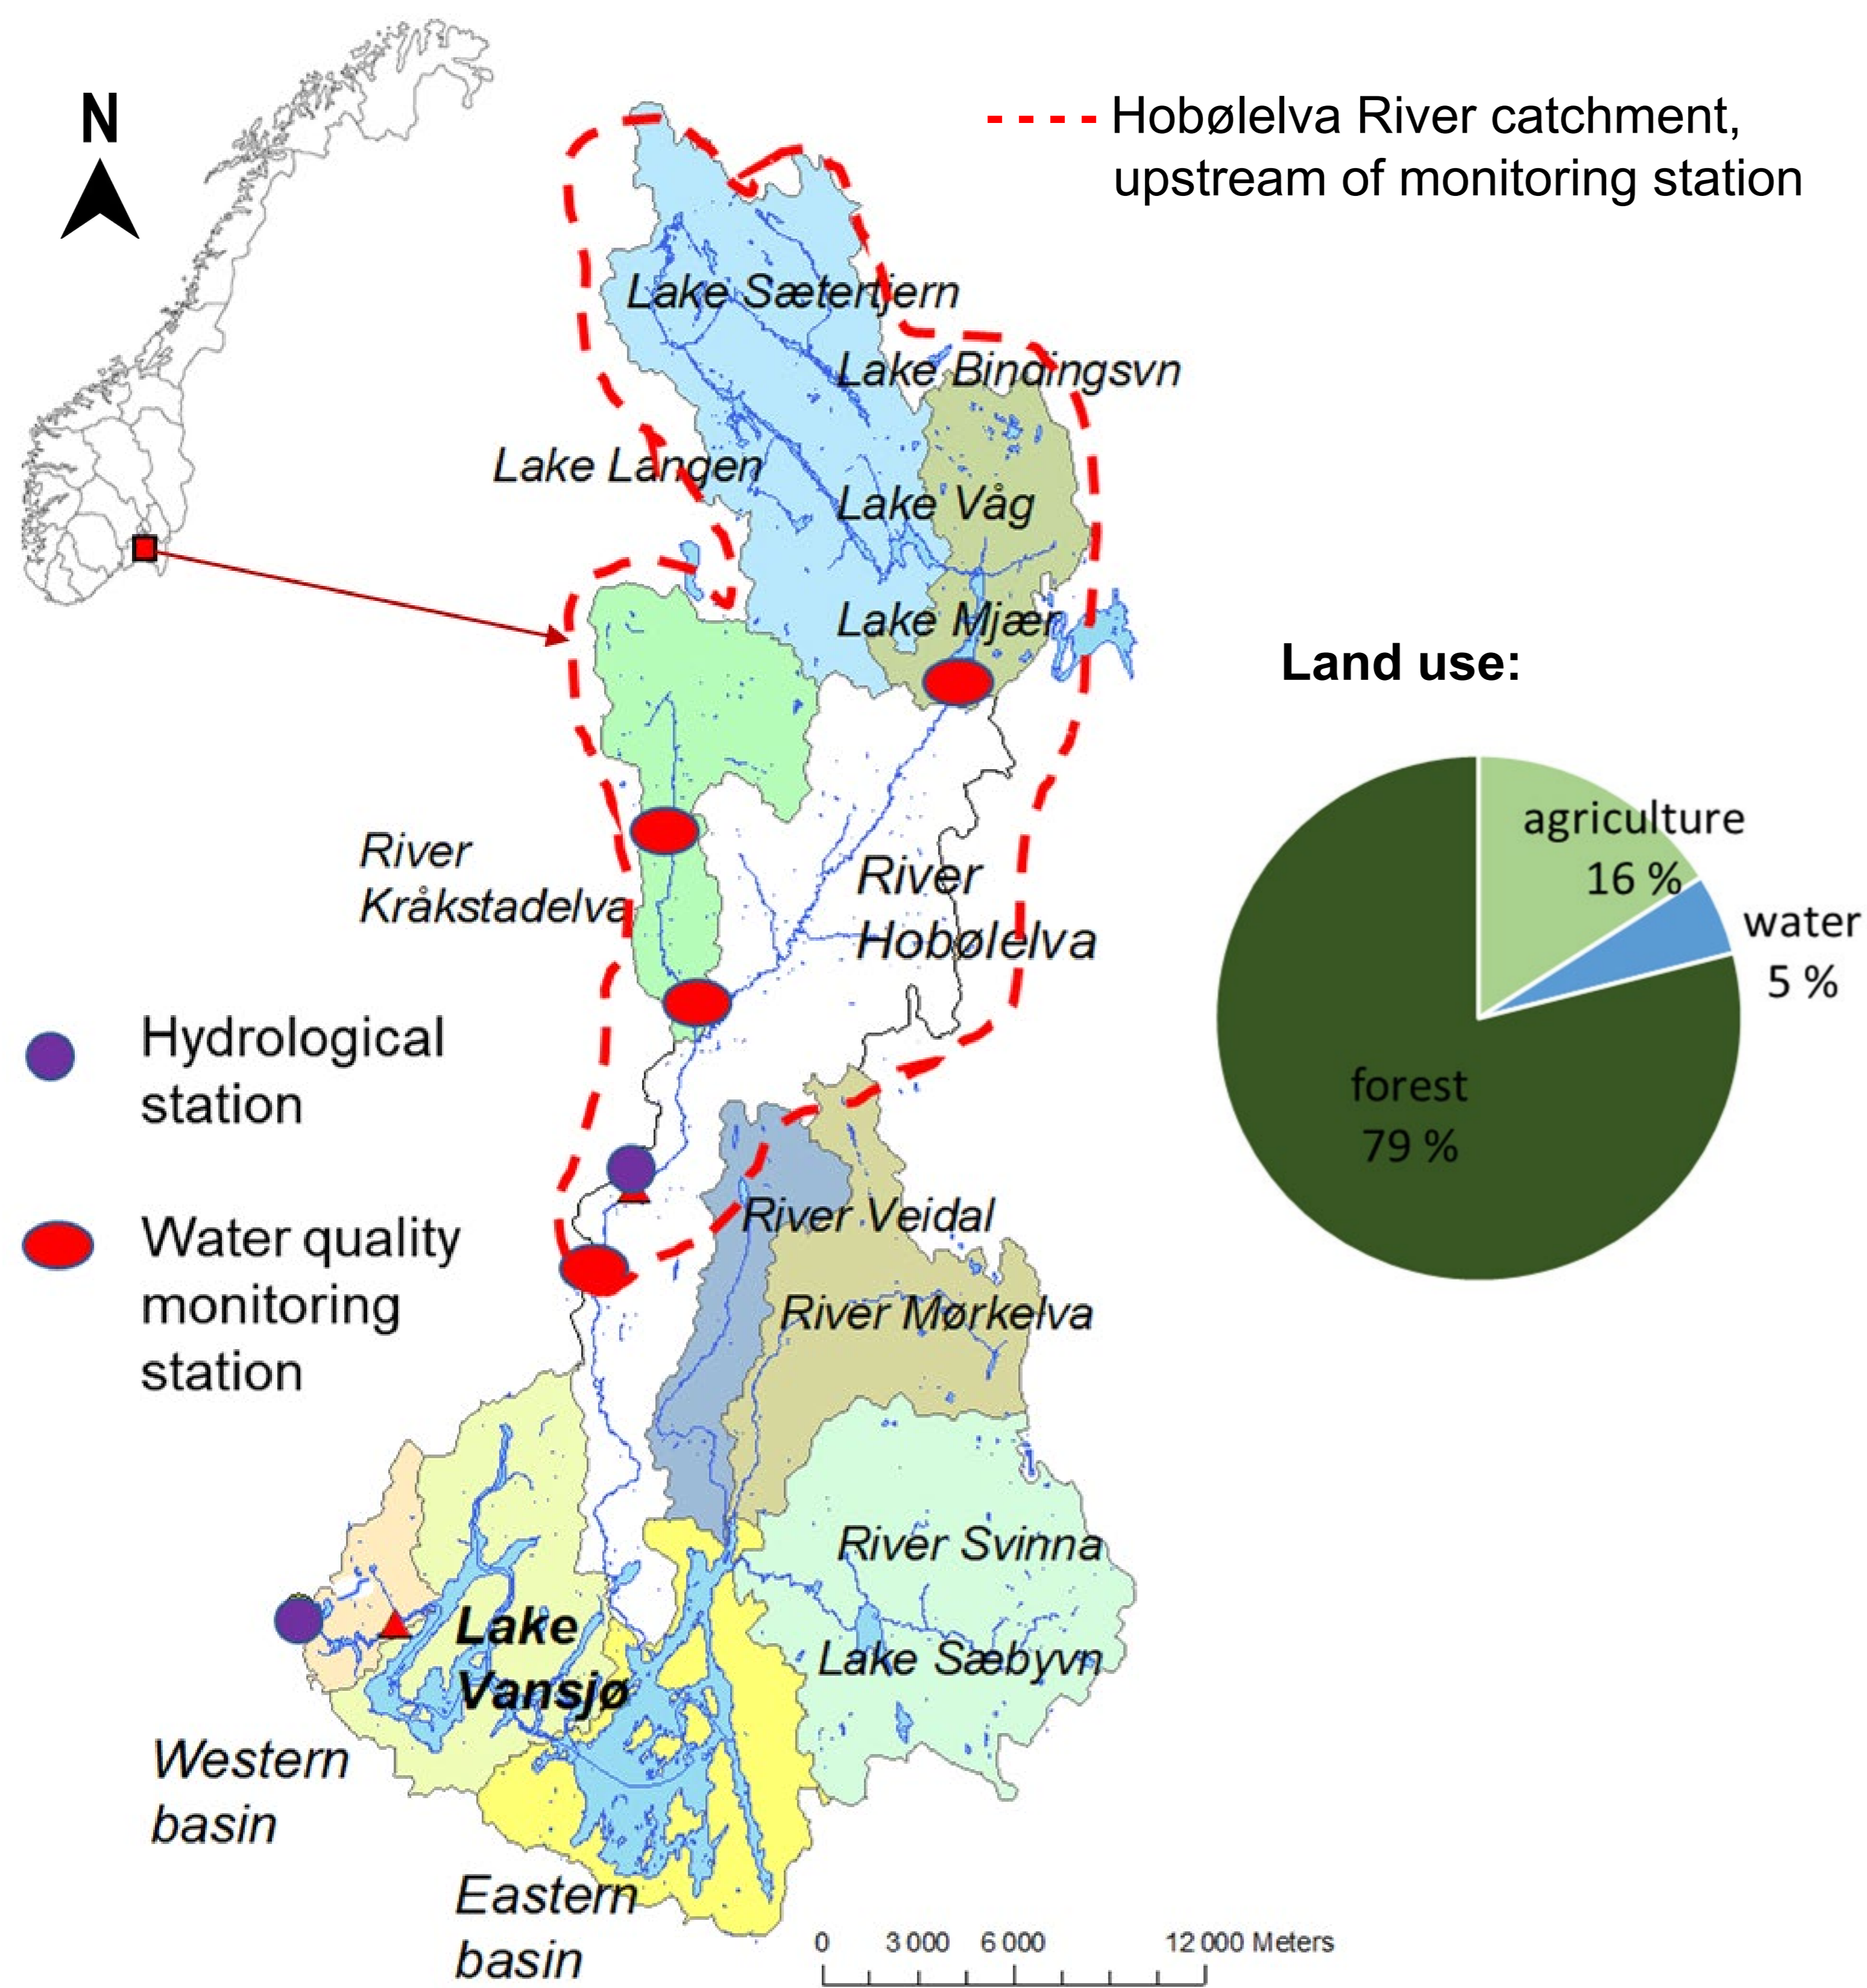 N
Hobølelva River catchment,
upstream of monitoring station
Lake Sætertjern
Lake Bindingsvn
Lake Langen
Lake Våg
Lake Mjær
Land use:
agriculture
16 %
water
5 %
forest
79 %
River
Kråkstadelva
River
Hobølelva
Hydrological
station
Water quality
monitoring
station
River Veidal
River Mørkelva
River Svinna
Lake Sæbyvn
Lake
Vansjø
Western
basin
Eastern
basin
0 3 000 6 000 12 000 Meters